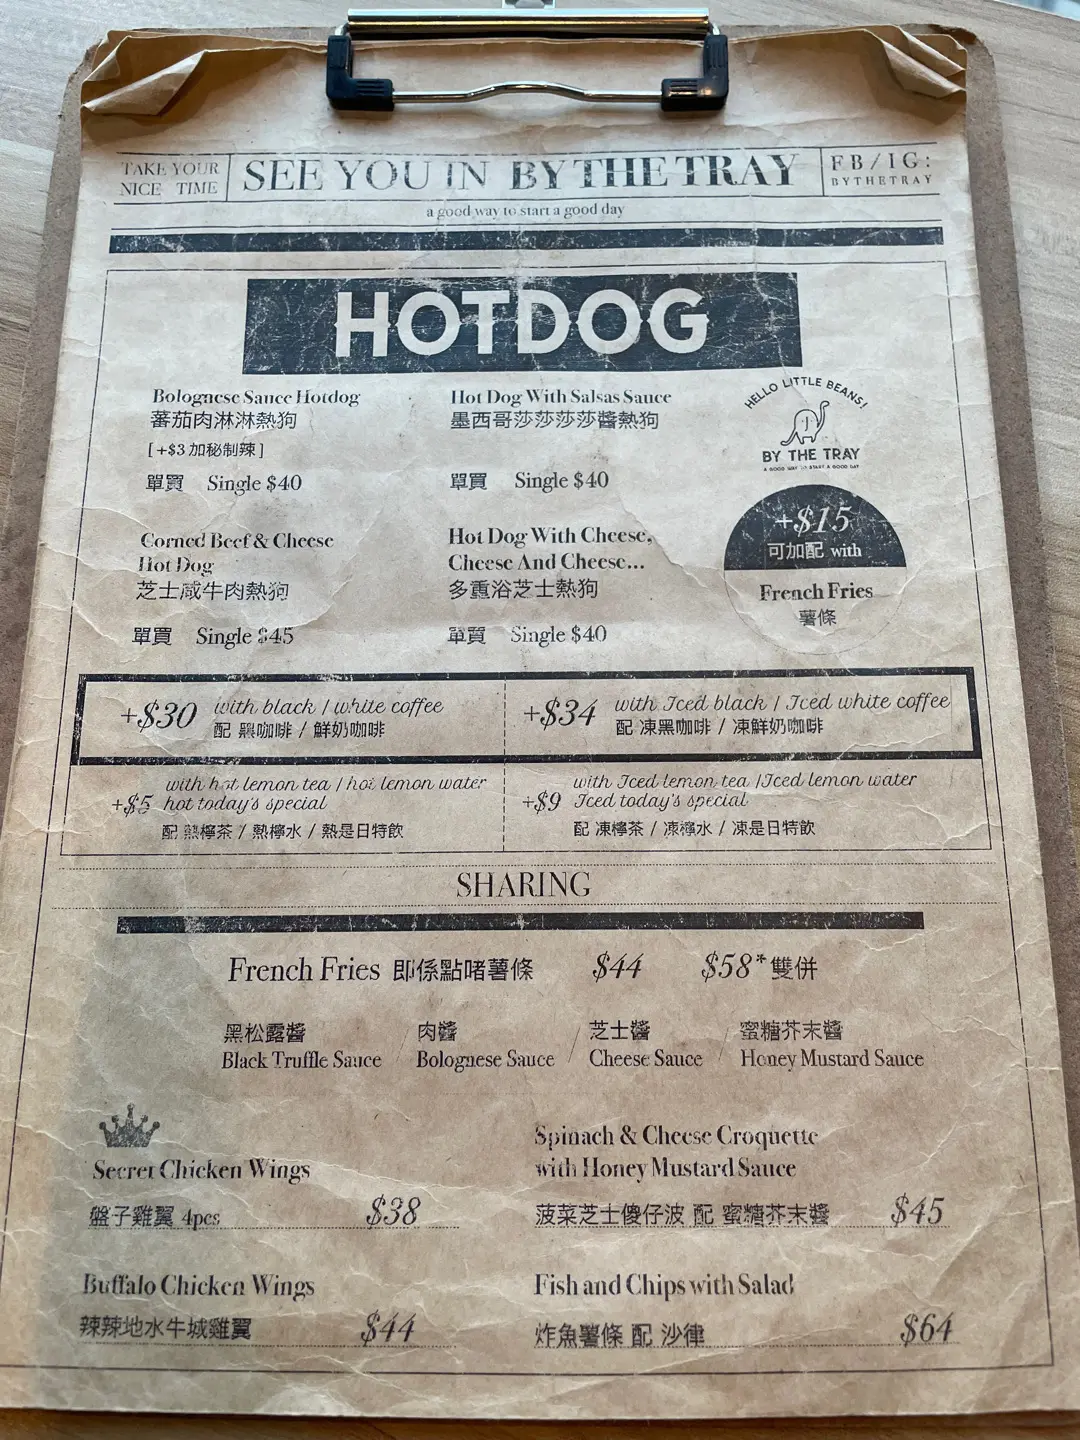 TAKE YOUR
NICE TIME
SEE YOU IN BY THE TRAY
FB/IG:
BYTHETRAY
a good way to start a good day
HOTDOG
Bolognese Sauce Hotdog
蕃茄肉淋淋熱狗
[+$3 加秘制辣]
單買 Single $40
Hot Dog With Salsas Sauce
墨西哥莎莎莎莎醬熱狗
單買 Single $40
HELLO LITTLE BEANS!
BY THE TRAY
A GOOD WAY TO START A GOOD DAY
Corned Beef & Cheese
Hot Dog
芝士咸牛肉熱狗
單買 Single $45
Hot Dog With Cheese,
Cheese And Cheese...
多重浴芝士熱狗
單買 Single $40
+$15
可加配 with
French Fries
薯條
+$30 with black / white coffee
配 黑咖啡 / 鮮奶咖啡
+$34 with Iced black / Iced white coffee
配 凍黑咖啡 / 凍鮮奶咖啡
with hot lemon tea / hot lemon water
+$5 hot today's special
配 熱檸茶 / 熱檸水 / 熱是日特飲
with Iced lemon tea / Iced lemon water
+$9 Iced today's special
配 凍檸茶 / 凍檸水 / 凍是日特飲
SHARING
French Fries 即係點啫薯條 $44 $58*雙併
黑松露醬 / 肉醬 / 芝士醬 / 蜜糖芥末醬
Black Truffle Sauce Bolognese Sauce Cheese Sauce Honey Mustard Sauce
Secret Chicken Wings
盤子雞翼 4pcs $38
Spinach & Cheese Croquette
with Honey Mustard Sauce
菠菜芝士傻仔波 配 蜜糖芥末醬 $45
Buffalo Chicken Wings
辣辣地水牛城雞翼 $44
Fish and Chips with Salad
炸魚薯條 配 沙律 $64